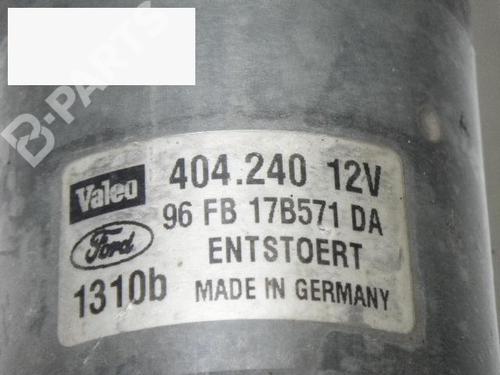 B-PARTS
Valeo 404.240 12V
Ford 96 FB 17B571 DA
ENTSTOERT
1310b MADE IN GERMANY